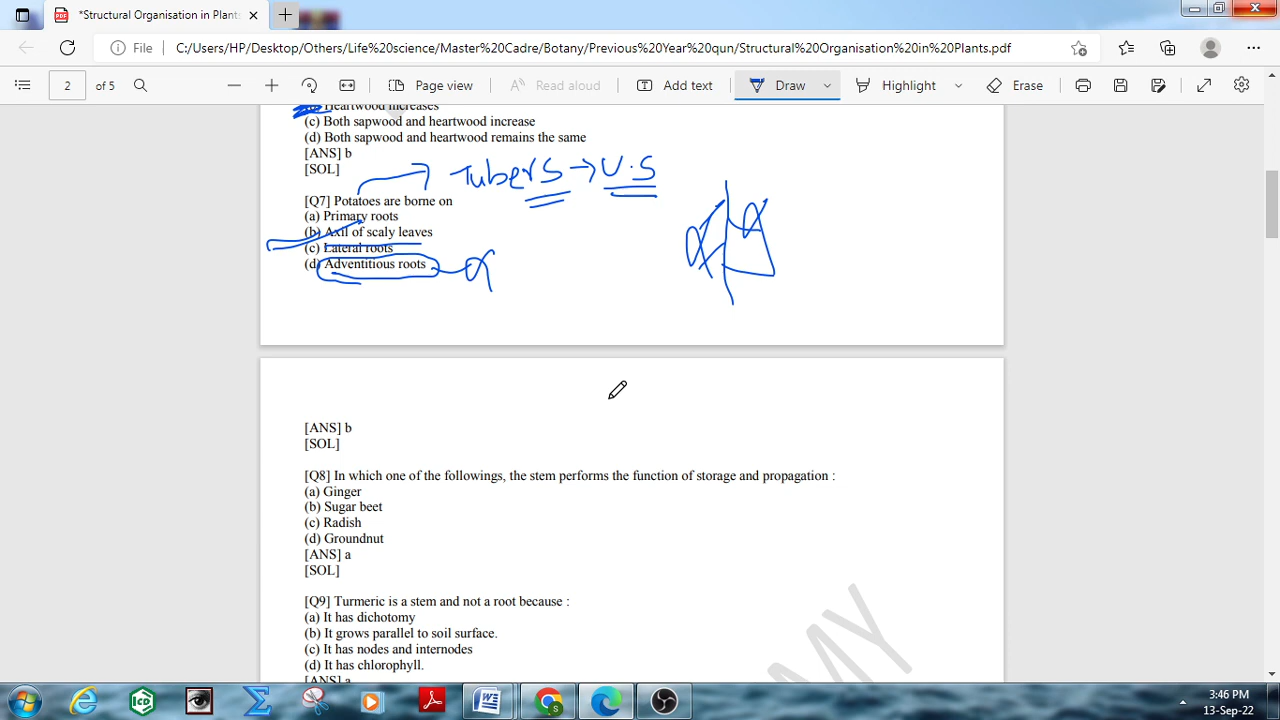 *Structural Organisation in Plants
File C:/Users/HP/Desktop/Others/Life%20science/Master%20Cadre/Botany/Previous%20Year%20qun/Structural%20Organisation%20in%20Plants.pdf
2 of 5 Page view Read aloud Add text Draw Highlight Erase
Heartwood increases
(c) Both sapwood and heartwood increase
(d) Both sapwood and heartwood remains the same
[ANS] b
[SOL]
Tubers → U.S
[Q7] Potatoes are borne on
(a) Primary roots
(b) Axil of scaly leaves
(c) Lateral roots
(d) Adventitious roots
[ANS] b
[SOL]
[Q8] In which one of the followings, the stem performs the function of storage and propagation :
(a) Ginger
(b) Sugar beet
(c) Radish
(d) Groundnut
[ANS] a
[SOL]
[Q9] Turmeric is a stem and not a root because :
(a) It has dichotomy
(b) It grows parallel to soil surface.
(c) It has nodes and internodes
(d) It has chlorophyll.
[ANS] a
MY
3:46 PM
13-Sep-22